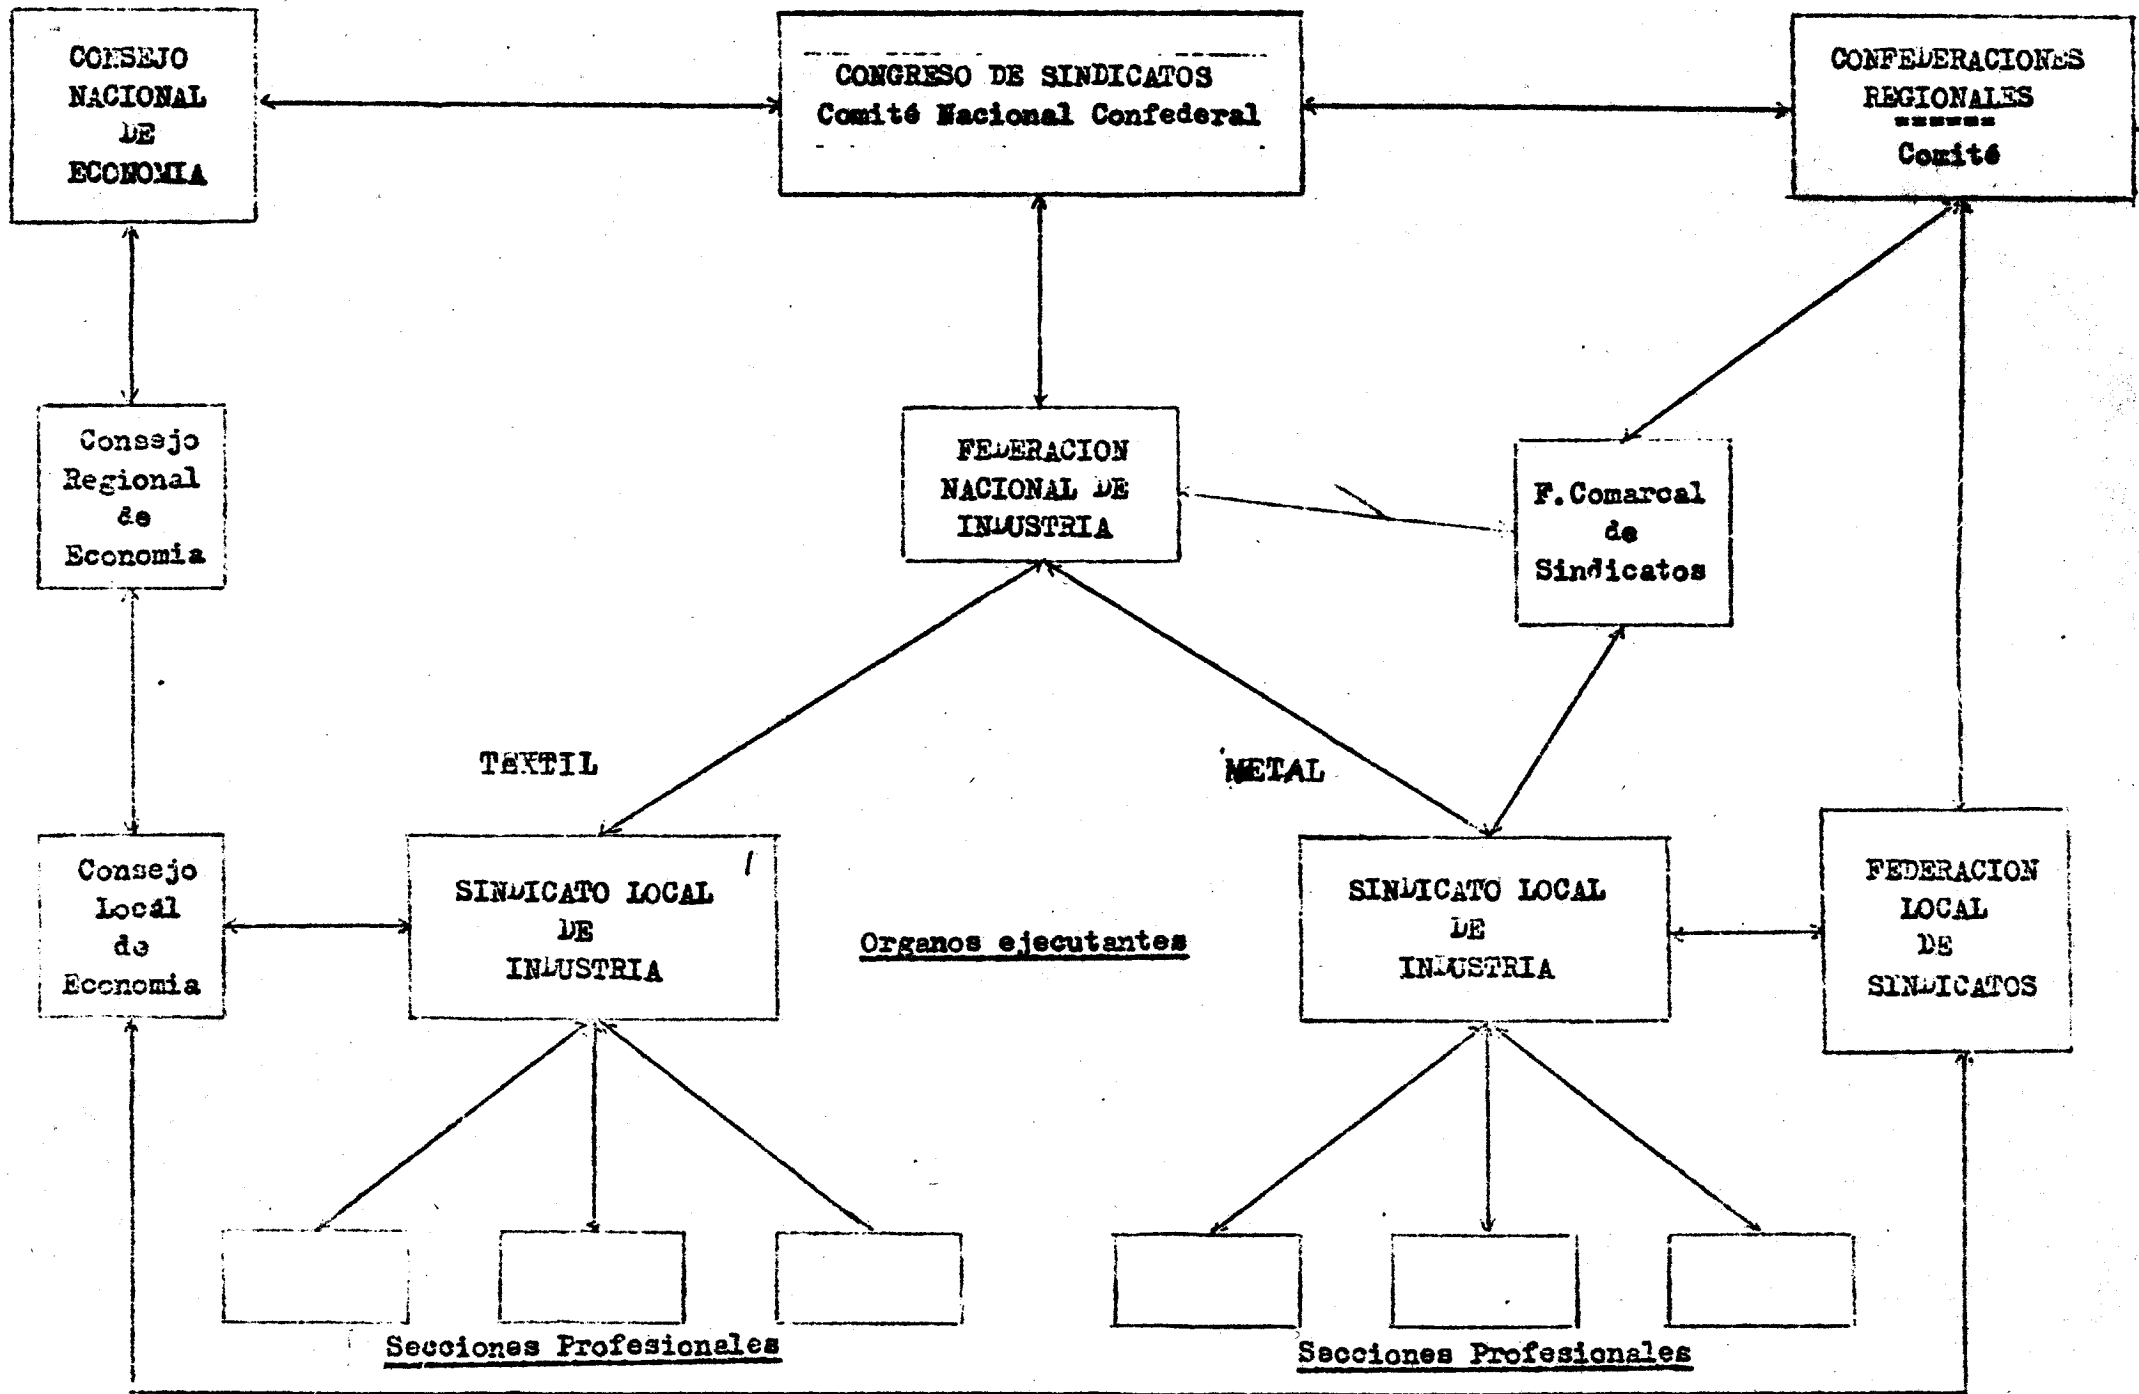 CONSEJO
NACIONAL
DE
ECONOMIA
CONGRESO DE SINDICATOS
Comité Nacional Confederal
CONFEDERACIONES
REGIONALES
======
Comité
Consejo
Regional
de
Economia
FEDERACION
NACIONAL DE
INDUSTRIA
F.Comarcal
de
Sindicatos
TEXTIL
METAL
Consejo
Locál
de
Economia
SINDICATO LOCAL
DE
INDUSTRIA
Organos ejecutantes
SINDICATO LOCAL
DE
INDUSTRIA
FEDERACION
LOCAL
DE
SINDICATOS
Secciones Profesionales
Secciones Profesionales